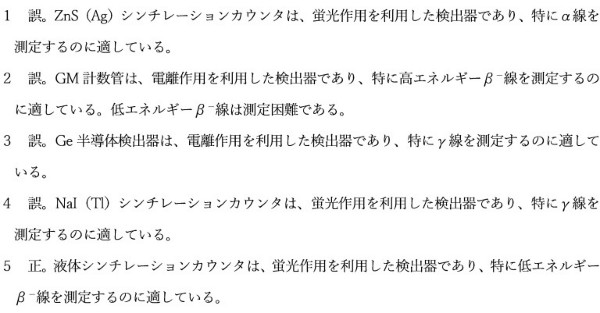 1　誤。ZnS（Ag）シンチレーションカウンタは、蛍光作用を利用した検出器であり、特にα線を
測定するのに適している。
2　誤。GM 計数管は、電離作用を利用した検出器であり、特に高エネルギーβ⁻線を測定するの
に適している。低エネルギーβ⁻線は測定困難である。
3　誤。Ge 半導体検出器は、電離作用を利用した検出器であり、特にγ線を測定するのに適して
いる。
4　誤。NaI（Tl）シンチレーションカウンタは、蛍光作用を利用した検出器であり、特にγ線を
測定するのに適している。
5　正。液体シンチレーションカウンタは、蛍光作用を利用した検出器であり、特に低エネルギー
β⁻線を測定するのに適している。